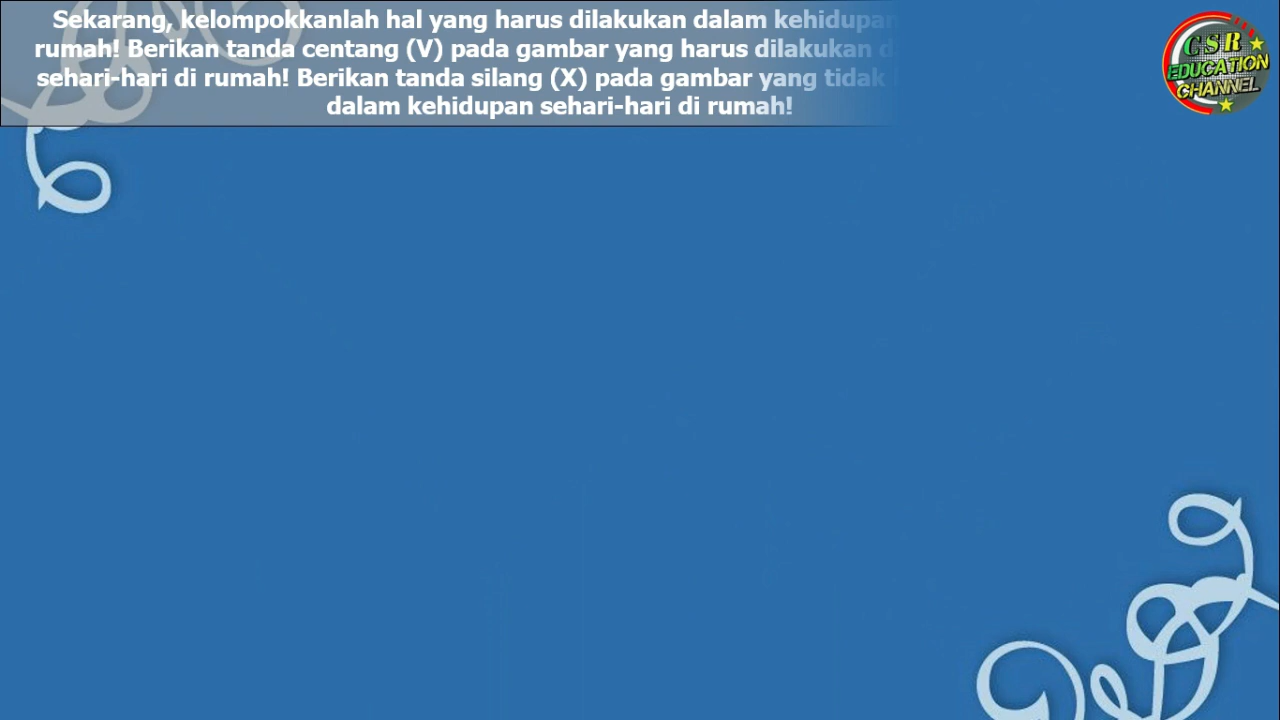 Sekarang, kelompokkanlah hal yang harus dilakukan dalam kehidupan
rumah! Berikan tanda centang (V) pada gambar yang harus dilakukan
sehari-hari di rumah! Berikan tanda silang (X) pada gambar yang tidak
dalam kehidupan sehari-hari di rumah!
CSR
EDUCATION
CHANNEL